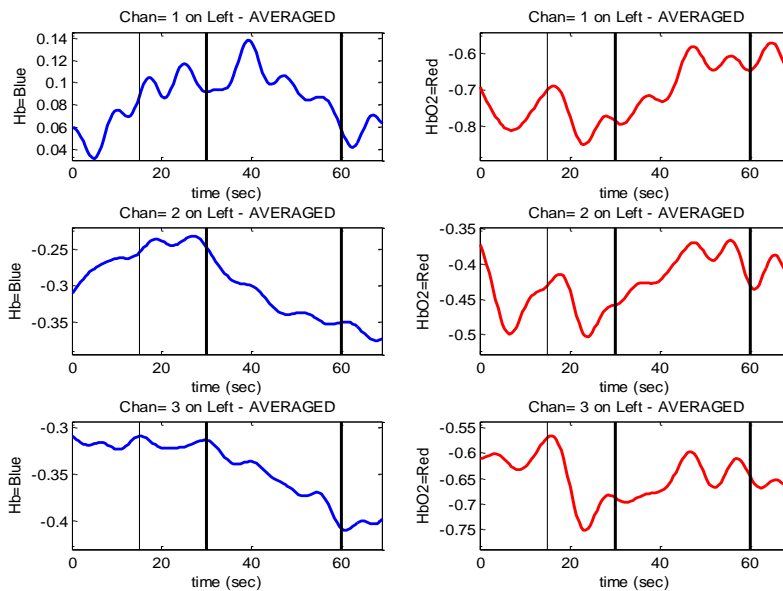 Chan= 1 on Left - AVERAGED
Hb=Blue
0.14
0.12
0.1
0.08
0.06
0.04
0 20 40 60
time (sec)
Chan= 1 on Left - AVERAGED
HbO2=Red
-0.6
-0.7
-0.8
0 20 40 60
time (sec)
Chan= 2 on Left - AVERAGED
Hb=Blue
-0.25
-0.3
-0.35
0 20 40 60
time (sec)
Chan= 2 on Left - AVERAGED
HbO2=Red
-0.35
-0.4
-0.45
-0.5
0 20 40 60
time (sec)
Chan= 3 on Left - AVERAGED
Hb=Blue
-0.3
-0.35
-0.4
0 20 40 60
time (sec)
Chan= 3 on Left - AVERAGED
HbO2=Red
-0.55
-0.6
-0.65
-0.7
-0.75
0 20 40 60
time (sec)